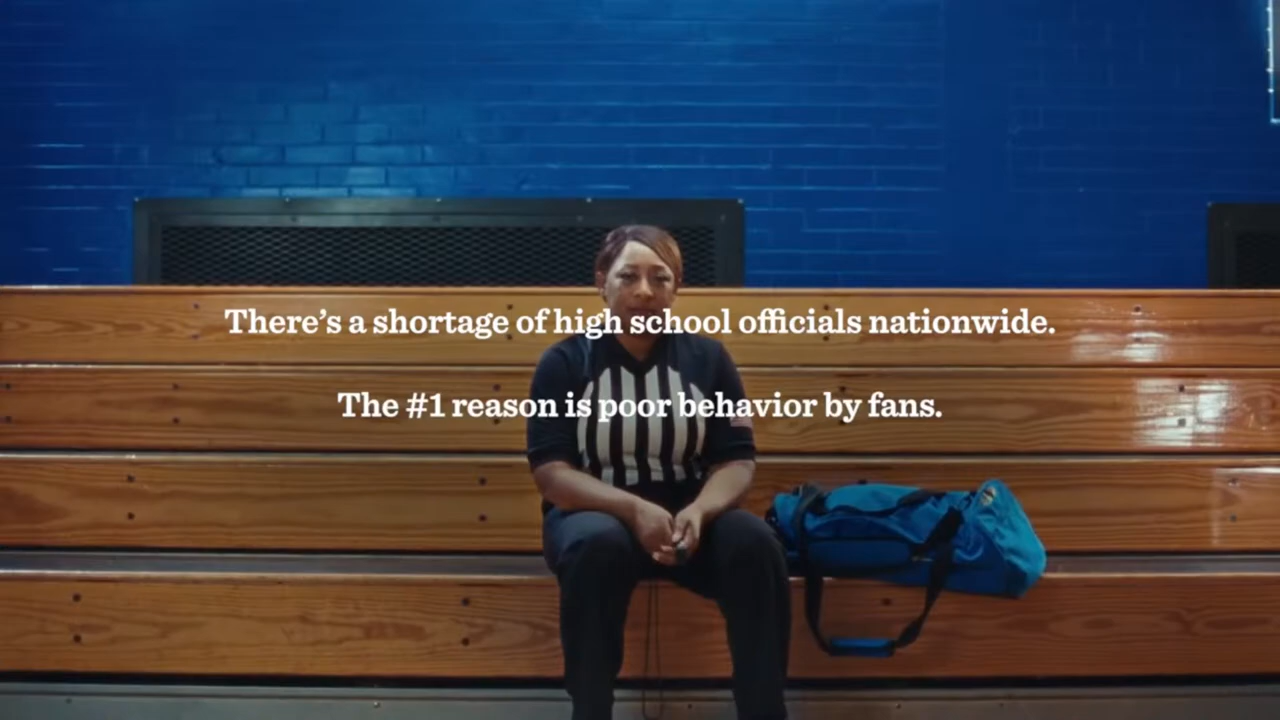 There's a shortage of high school officials nationwide.
The #1 reason is poor behavior by fans.